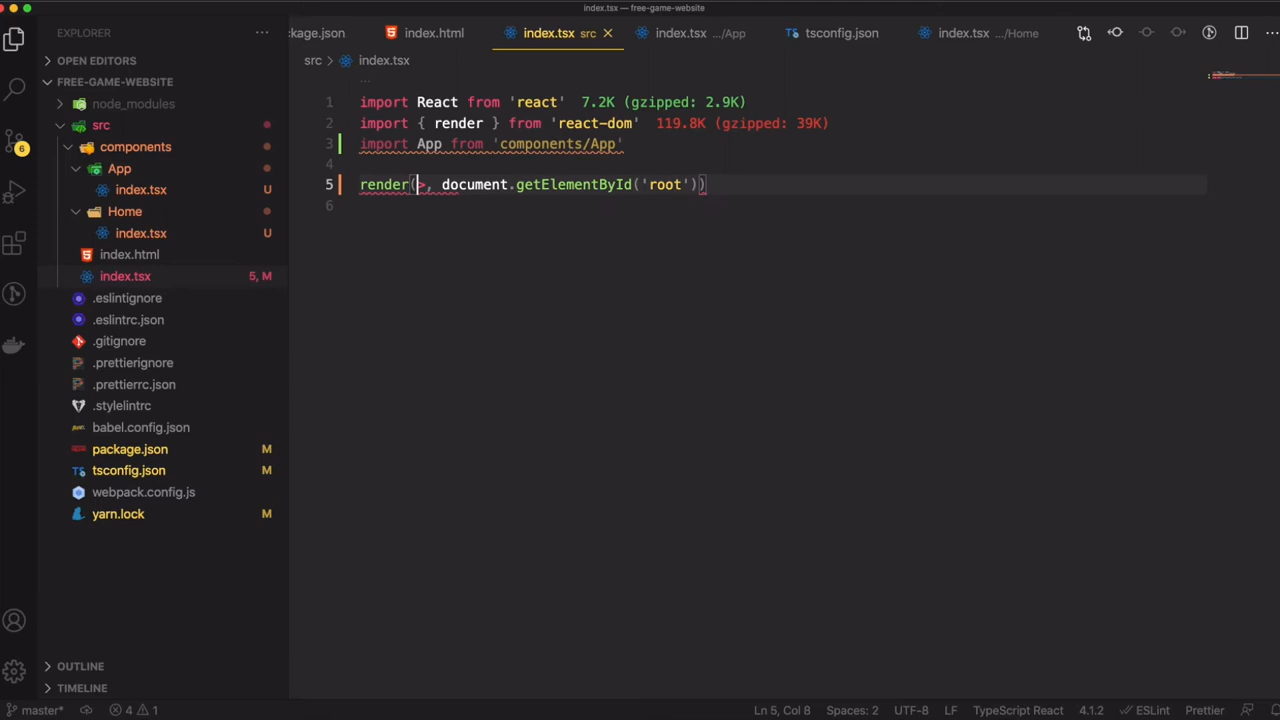 index.tsx — free-game-website
EXPLORER
ckage.json
index.html
index.tsx src
index.tsx .../App
tsconfig.json
index.tsx .../Home
OPEN EDITORS
FREE-GAME-WEBSITE
node_modules
src
components
App
index.tsx U
Home
index.tsx U
index.html
index.tsx 5, M
.eslintignore
.eslintrc.json
.gitignore
.prettierignore
.prettierrc.json
.stylelintrc
babel.config.json
package.json M
tsconfig.json M
webpack.config.js
yarn.lock M
OUTLINE
TIMELINE
6
src > index.tsx
...
1 import React from 'react' 7.2K (gzipped: 2.9K)
2 import { render } from 'react-dom' 119.8K (gzipped: 39K)
3 import App from 'components/App'
4
5 render(>, document.getElementById('root'))
6
master* 4 1
Ln 5, Col 8
Spaces: 2
UTF-8
LF
TypeScript React
4.1.2
ESLint
Prettier